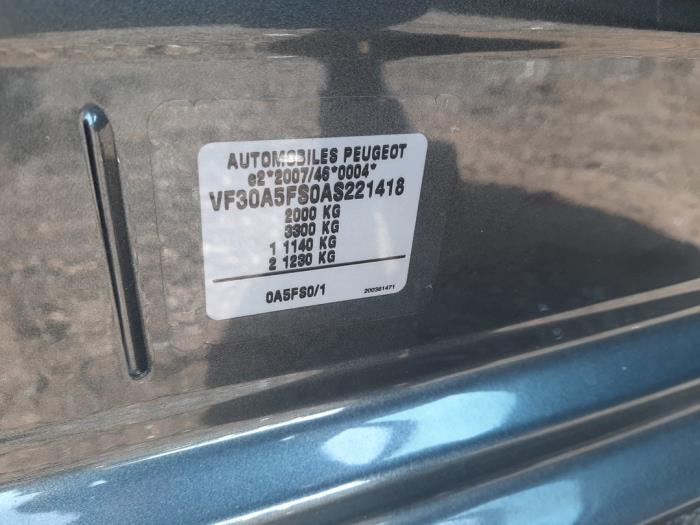 AUTOMOBILES PEUGEOT
e2*2007/46*0004*
VF30A5FS0AS221418
2000 KG
3300 KG
1 1140 KG
2 1230 KG
0A5FS0/1
200381471